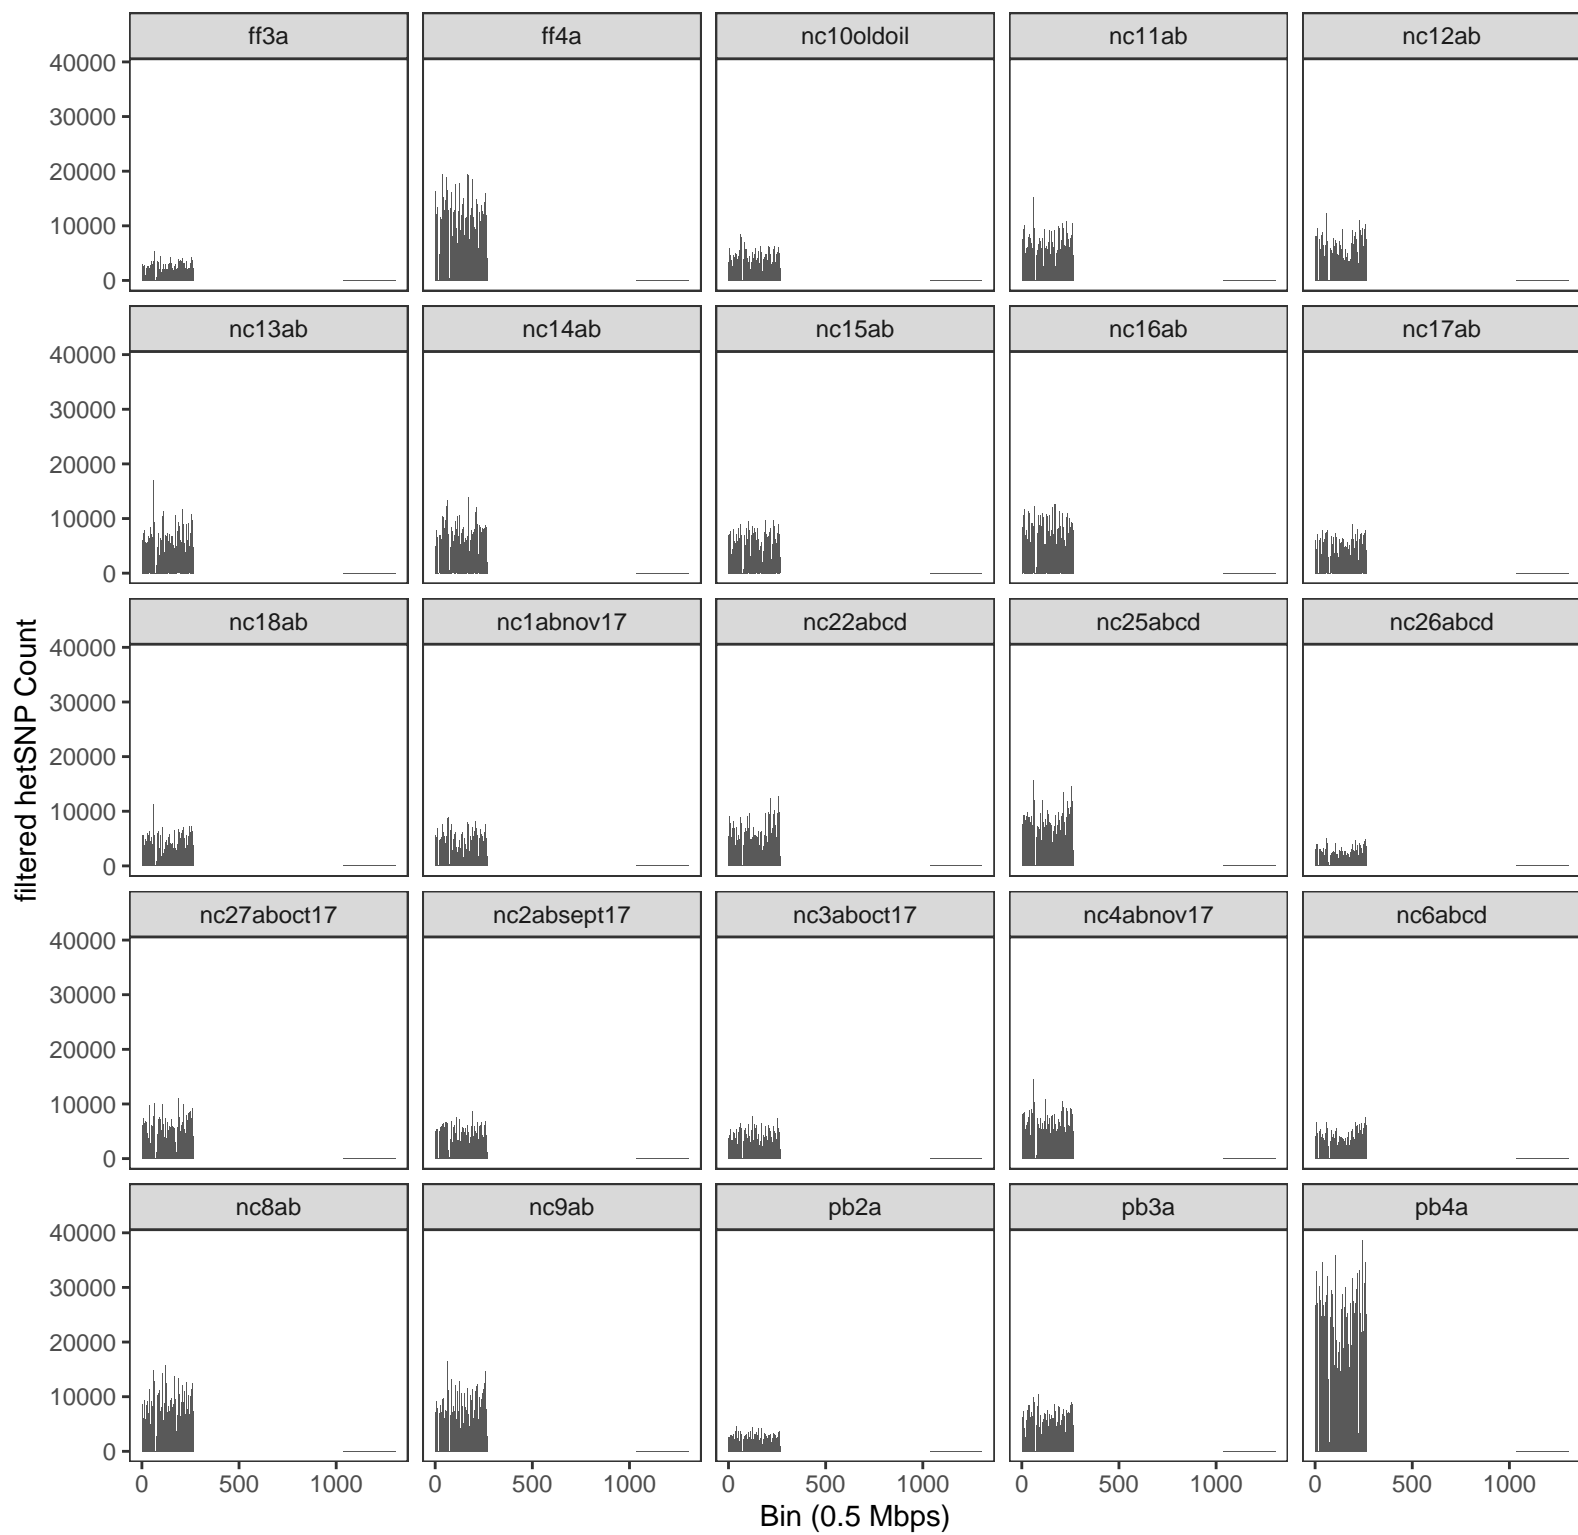 ff3a
ff4a
nc10oldoil
nc11ab
nc12ab
40000
30000
20000
10000
0
nc13ab
nc14ab
nc15ab
nc16ab
nc17ab
40000
30000
20000
10000
0
nc18ab
nc1abnov17
nc22abcd
nc25abcd
nc26abcd
40000
30000
20000
10000
0
filtered hetSNP Count
nc27aboct17
nc2absept17
nc3aboct17
nc4abnov17
nc6abcd
40000
30000
20000
10000
0
nc8ab
nc9ab
pb2a
pb3a
pb4a
40000
30000
20000
10000
0
0 500 1000
0 500 1000
0 500 1000
0 500 1000
0 500 1000
Bin (0.5 Mbps)